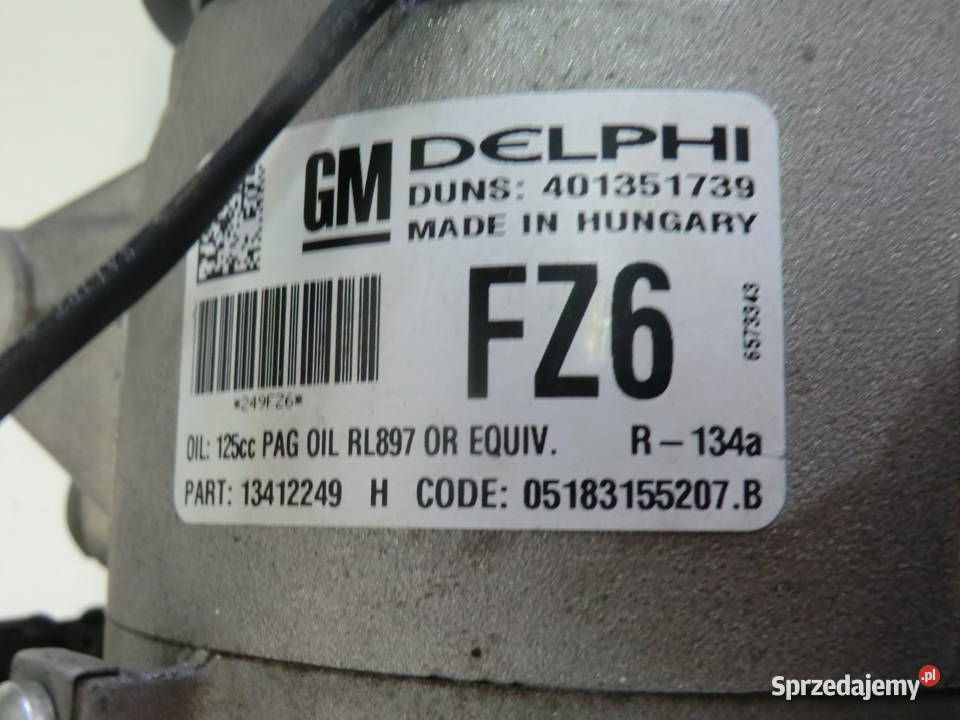 GM DELPHI
DUNS: 401351739
MADE IN HUNGARY
FZ6
6573343
*249FZ6*
OIL: 125cc PAG OIL RL897 OR EQUIV. R-134a
PART: 13412249 H CODE: 05183155207.B
Sprzedajemy.pl